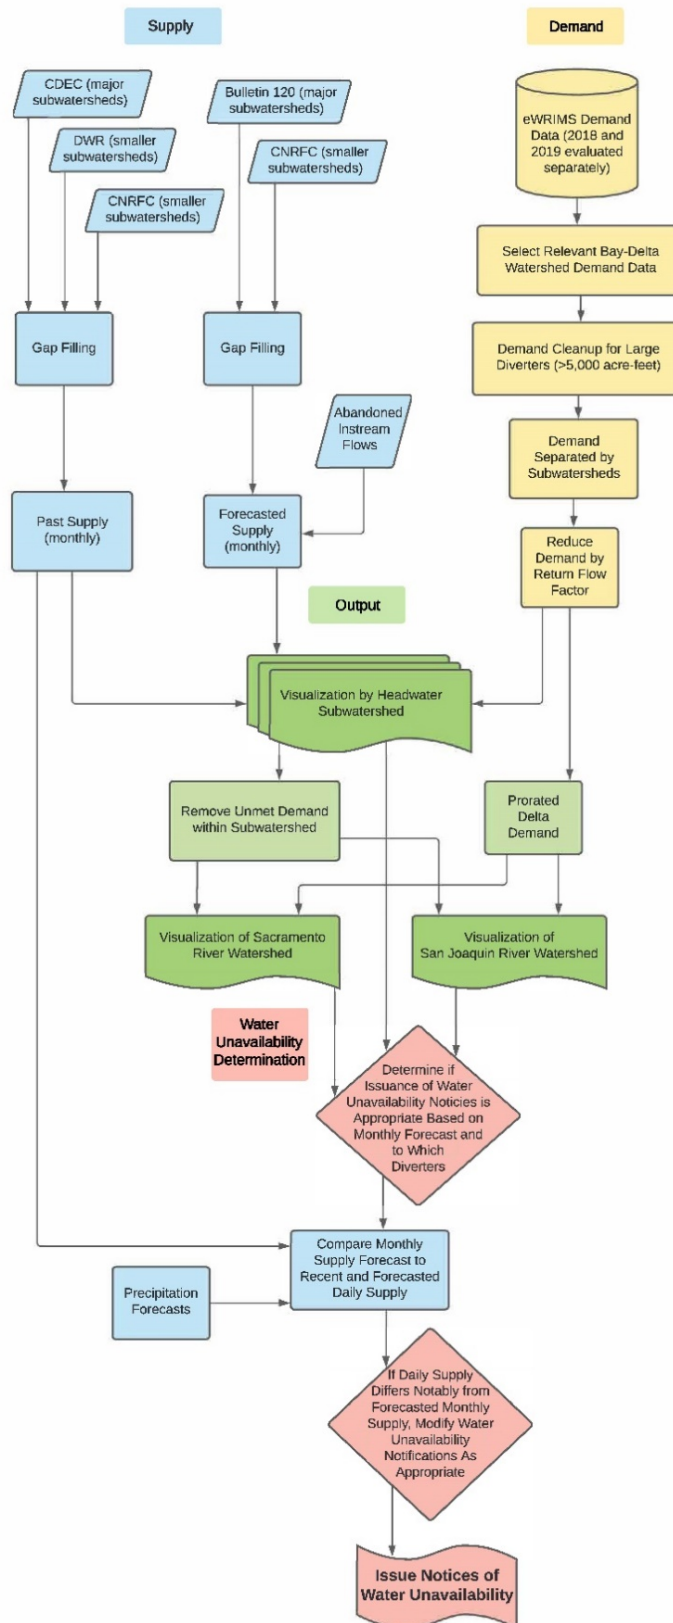 Supply
Demand
CDEC (major
subwatersheds)
DWR (smaller
subwatersheds)
CNRFC (smaller
subwatersheds)
Bulletin 120 (major
subwatersheds)
CNRFC (smaller
subwatersheds)
eWRIMS Demand
Data (2018 and
2019 evaluated
separately)
Select Relevant Bay-Delta
Watershed Demand Data
Gap Filling
Gap Filling
Demand Cleanup for Large
Diverters (>5,000 acre-feet)
Abandoned
Instream
Flows
Demand
Separated by
Subwatersheds
Past Supply
(monthly)
Forecasted
Supply
(monthly)
Reduce
Demand by
Return Flow
Factor
Output
Visualization by Headwater
Subwatershed
Remove Unmet Demand
within Subwatershed
Prorated
Delta
Demand
Visualization of Sacramento
River Watershed
Visualization of
San Joaquin River Watershed
Water
Unavailability
Determination
Determine if
Issuance of Water
Unavailability Noticies is
Appropriate Based on
Monthly Forecast and
to Which
Diverters
Compare Monthly
Supply Forecast to
Recent and Forecasted
Daily Supply
Precipitation
Forecasts
If Daily Supply
Differs Notably from
Forecasted Monthly
Supply, Modify Water
Unavailability
Notifications As
Appropriate
Issue Notices of
Water Unavailability